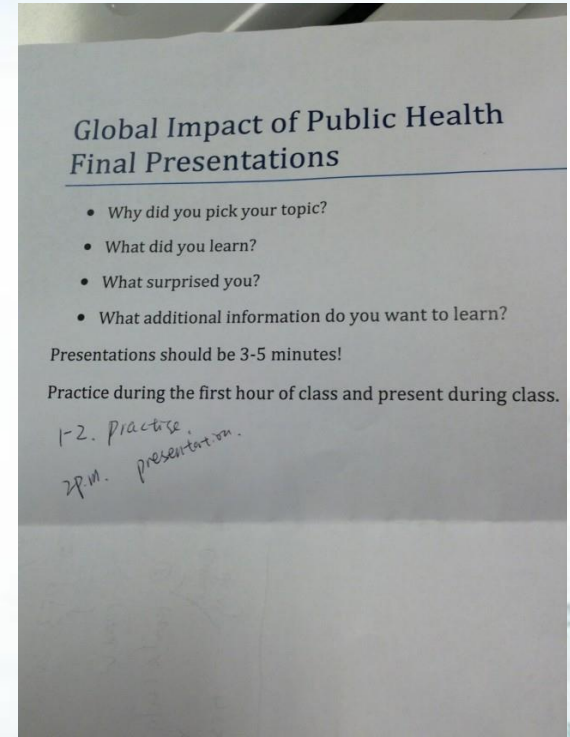 Global Impact of Public Health
Final Presentations
• Why did you pick your topic?
• What did you learn?
• What surprised you?
• What additional information do you want to learn?
Presentations should be 3-5 minutes!
Practice during the first hour of class and present during class.
1-2. practise.
2p.m. presentation.